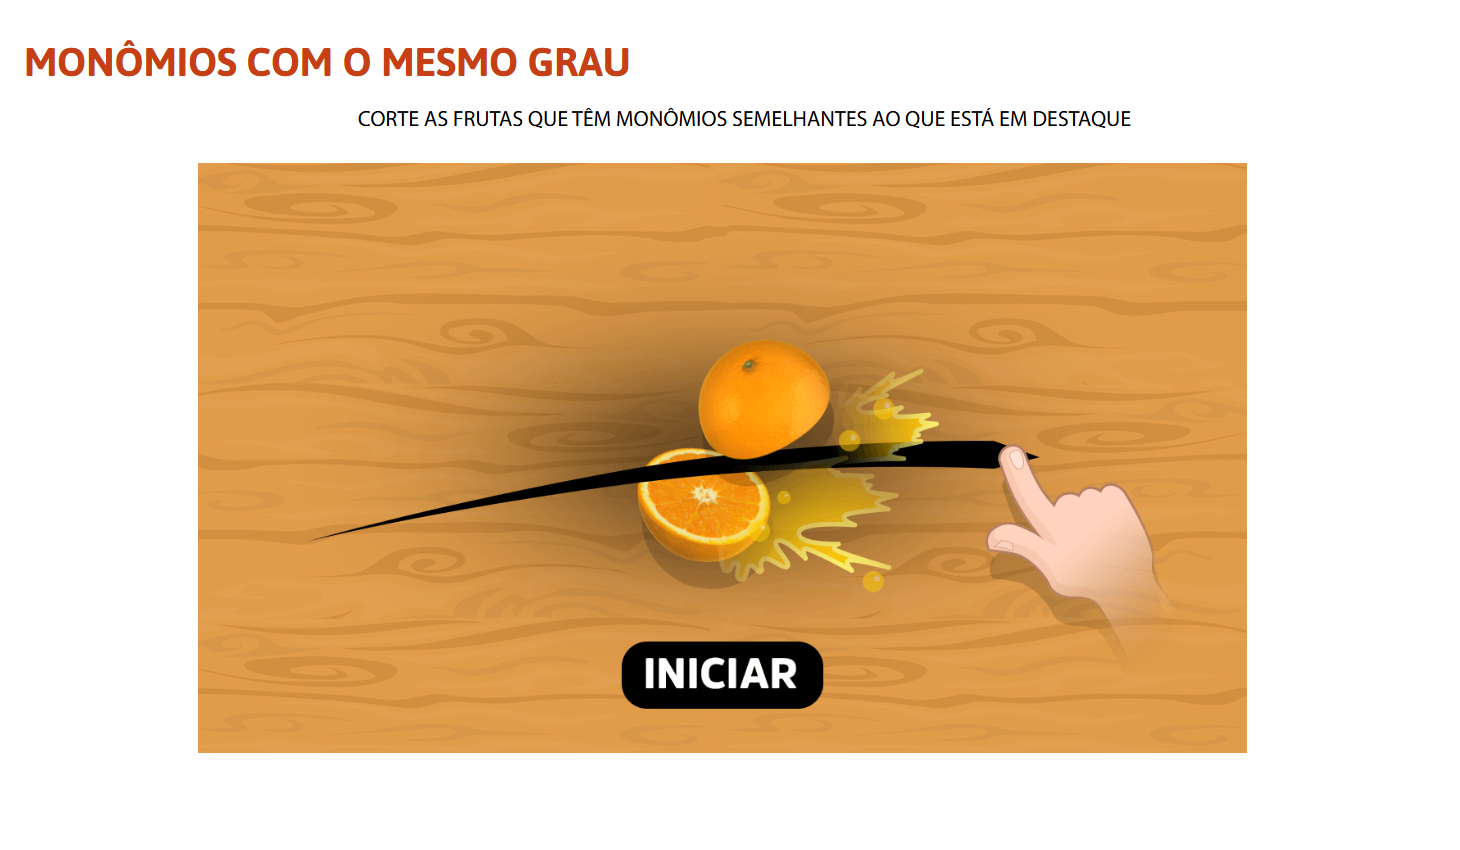 MONÔMIOS COM O MESMO GRAU
CORTE AS FRUTAS QUE TÊM MONÔMIOS SEMELHANTES AO QUE ESTÁ EM DESTAQUE
INICIAR